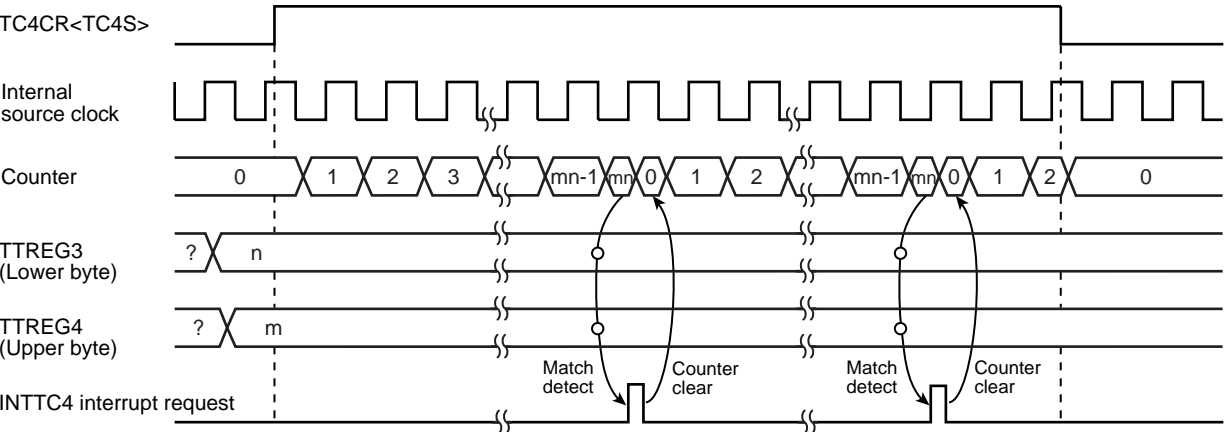 TC4CR<TC4S>
Internal
source clock
Counter
0 1 2 3 mn-1 mn 0 1 2 mn-1 mn 0 1 2 0
TTREG3
(Lower byte)
? n
TTREG4
(Upper byte)
? m
Match
detect
Counter
clear
Match
detect
Counter
clear
INTTC4 interrupt request